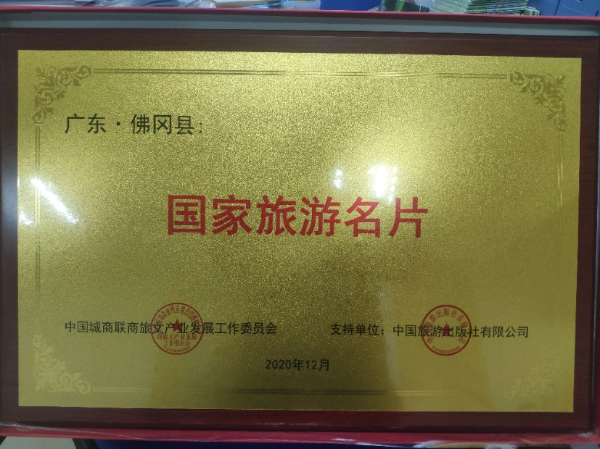 广东·佛冈县：
国家旅游名片
中国城商联商旅文产业发展工作委员会
支持单位：中国旅游出版社有限公司
2020年12月